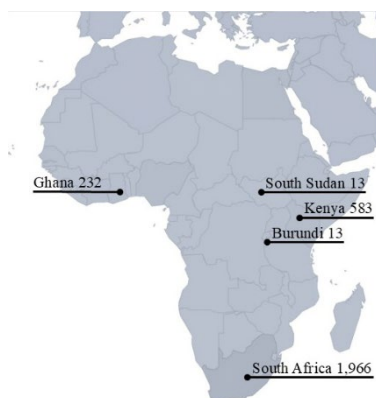 Ghana 232
South Sudan 13
Kenya 583
Burundi 13
South Africa 1,966